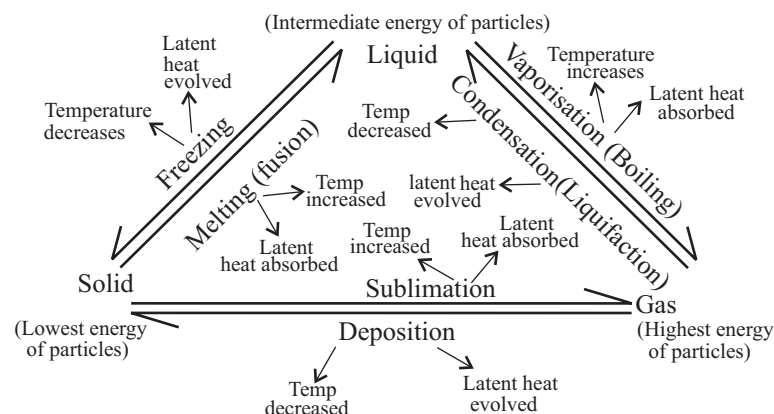 (Intermediate energy of particles)
Liquid
Latent
heat
evolved
Temperature
decreases
Freezing
Melting (fusion)
Temp
increased
Latent
heat absorbed
Temp
decreased
Condensation(Liquifaction)
latent heat
evolved
Vaporisation (Boiling)
Temperature
increases
Latent heat
absorbed
Temp
increased
Latent
heat absorbed
Solid
Sublimation
Gas
(Lowest energy
of particles)
Deposition
(Highest energy
of particles)
Temp
decreased
Latent heat
evolved